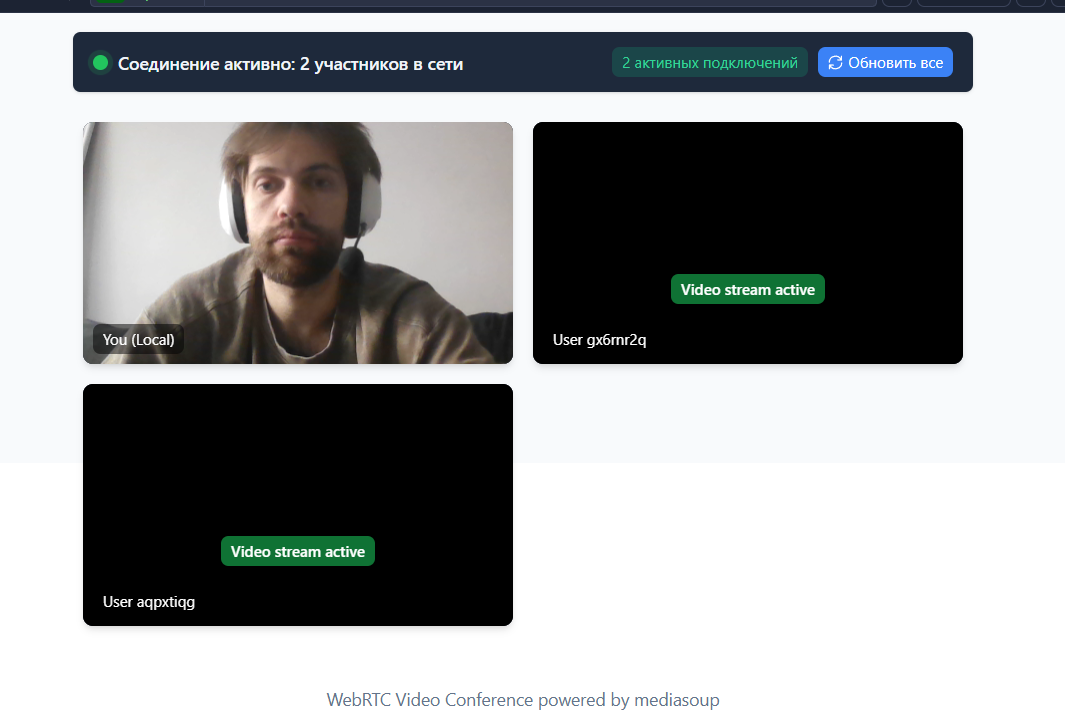 Соединение активно: 2 участников в сети
2 активных подключений
Обновить все
You (Local)
Video stream active
User gx6rnr2q
Video stream active
User aqpxtiqg
WebRTC Video Conference powered by mediasoup